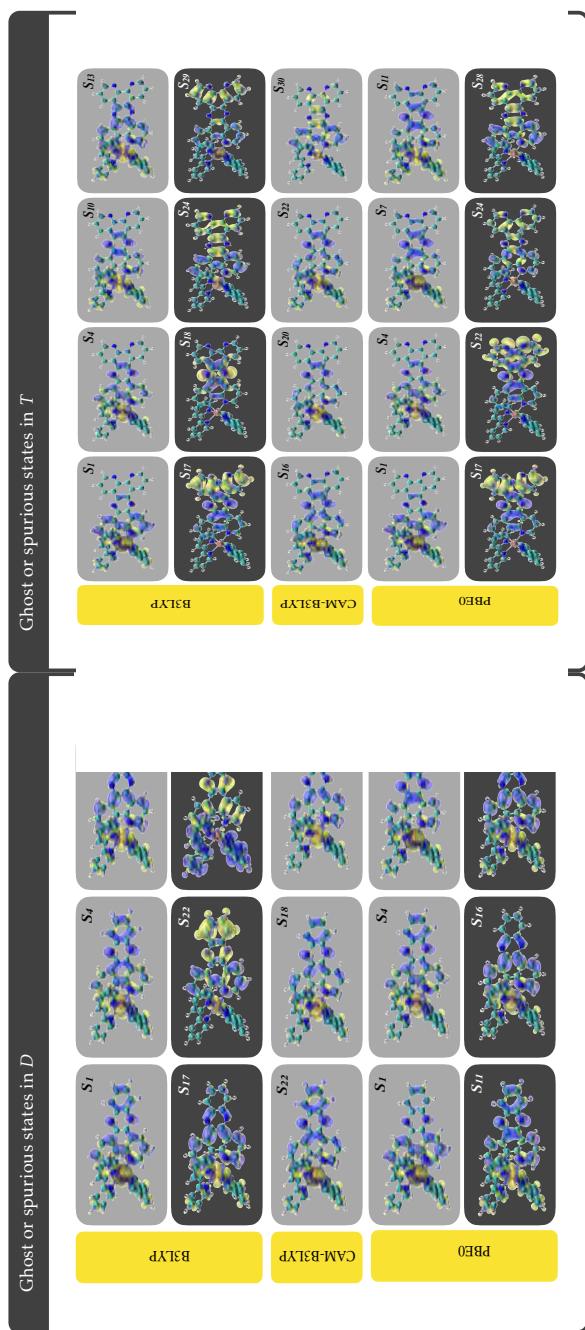 Ghost or spurious states in D
B3LYP
S1 S4
S17 S22
CAM-B3LYP
S22 S18
PBE0
S1 S4
S11 S16
Ghost or spurious states in T
B3LYP
S1 S4 S10 S13
S17 S18 S24 S29
CAM-B3LYP
S16 S20 S22 S30
PBE0
S1 S4 S7 S11
S17 S22 S24 S28